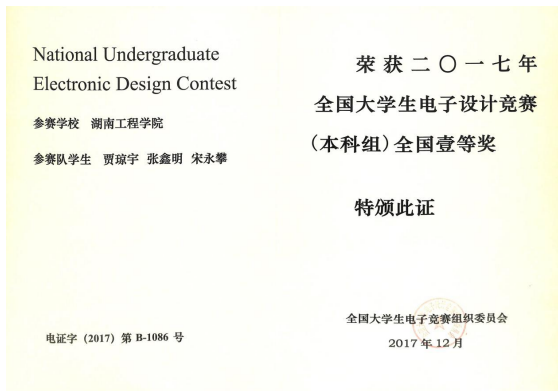 National Undergraduate
Electronic Design Contest
参赛学校 湖南工程学院
参赛队学生 贾琼宇 张鑫明 宋永攀
电证字（2017）第 B-1086 号
荣获二〇一七年
全国大学生电子设计竞赛
（本科组）全国壹等奖
特颁此证
全国大学生电子竞赛组织委员会
2017 年 12 月